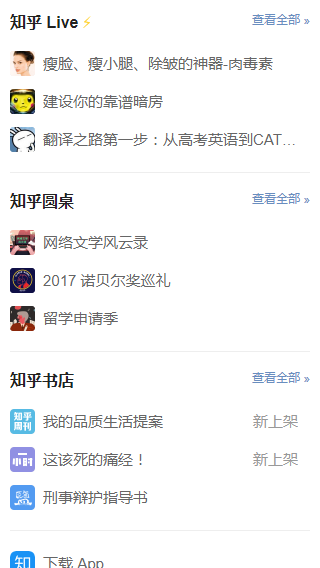 知乎 Live⚡ 查看全部 »
瘦脸、瘦小腿、除皱的神器-肉毒素
建设你的靠谱暗房
翻译之路第一步：从高考英语到CAT…
知乎圆桌 查看全部 »
网络文学风云录
2017 诺贝尔奖巡礼
留学申请季
知乎书店 查看全部 »
知乎
周刊
我的品质生活提案 新上架
一小时
这该死的痛经！ 新上架
刑事辩护指导书
知 下载 App